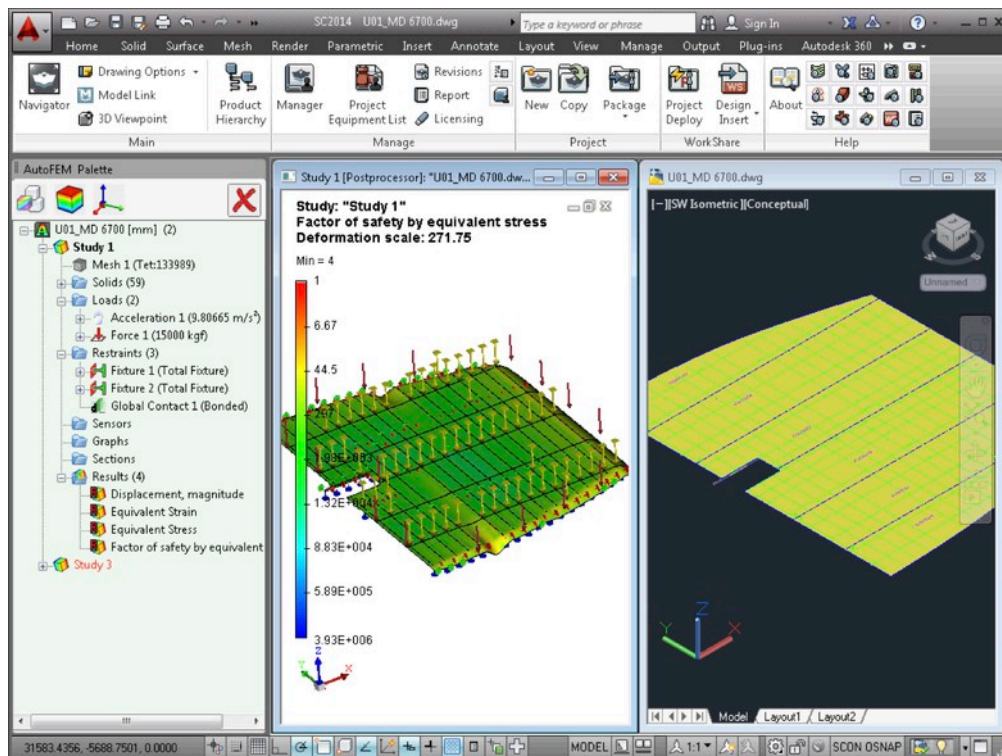 SC2014 U01_MD 6700.dwg
Type a keyword or phrase
Sign In
Home Solid Surface Mesh Render Parametric Insert Annotate Layout View Manage Output Plug-ins Autodesk 360
Navigator
Drawing Options
Model Link
3D Viewpoint
Product Hierarchy
Main
Manager
Project Equipment List
Revisions
Report
Licensing
Manage
New Copy Package
Project
Project Deploy
Design Insert
WorkShare
About
Help
AutoFEM Palette
U01_MD 6700 [mm] (2)
Study 1
Mesh 1 (Tet:133989)
Solids (59)
Loads (2)
Acceleration 1 (9.80665 m/s²)
Force 1 (15000 kgf)
Restraints (3)
Fixture 1 (Total Fixture)
Fixture 2 (Total Fixture)
Global Contact 1 (Bonded)
Sensors
Graphs
Sections
Results (4)
Displacement, magnitude
Equivalent Strain
Equivalent Stress
Factor of safety by equivalent
Study 3
Study 1 [Postprocessor]: "U01_MD 6700.dw...
Study: "Study 1"
Factor of safety by equivalent stress
Deformation scale: 271.75
Min = 4
1
6.67
44.5
297
1.98E+003
1.32E+004
8.83E+004
5.89E+005
3.93E+006
Z
Y X
U01_MD 6700.dwg
[−][SW Isometric][Conceptual]
Unnamed
Z
Y X
Model Layout1 Layout2
31583.4356, -5688.7501, 0.0000
MODEL
1:1
SCON OSNAP